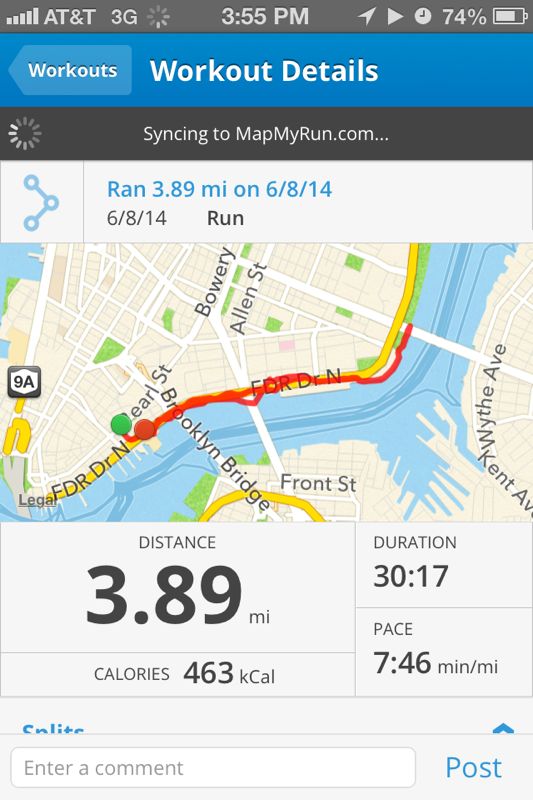 AT&T 3G 3:55 PM 74%
Workouts Workout Details
Syncing to MapMyRun.com...
Ran 3.89 mi on 6/8/14
6/8/14 Run
Bowery
Allen St
9A
Pearl St
FDR Dr N
Wythe Ave
Brooklyn Bridge
Kent Av
FDR Dr N
Front St
Legal
DISTANCE
3.89 mi
CALORIES 463 kCal
DURATION
30:17
PACE
7:46 min/mi
Splits
Enter a comment Post